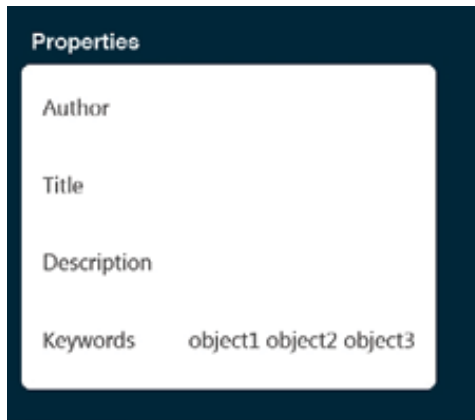 Properties
Author
Title
Description
Keywords object1 object2 object3